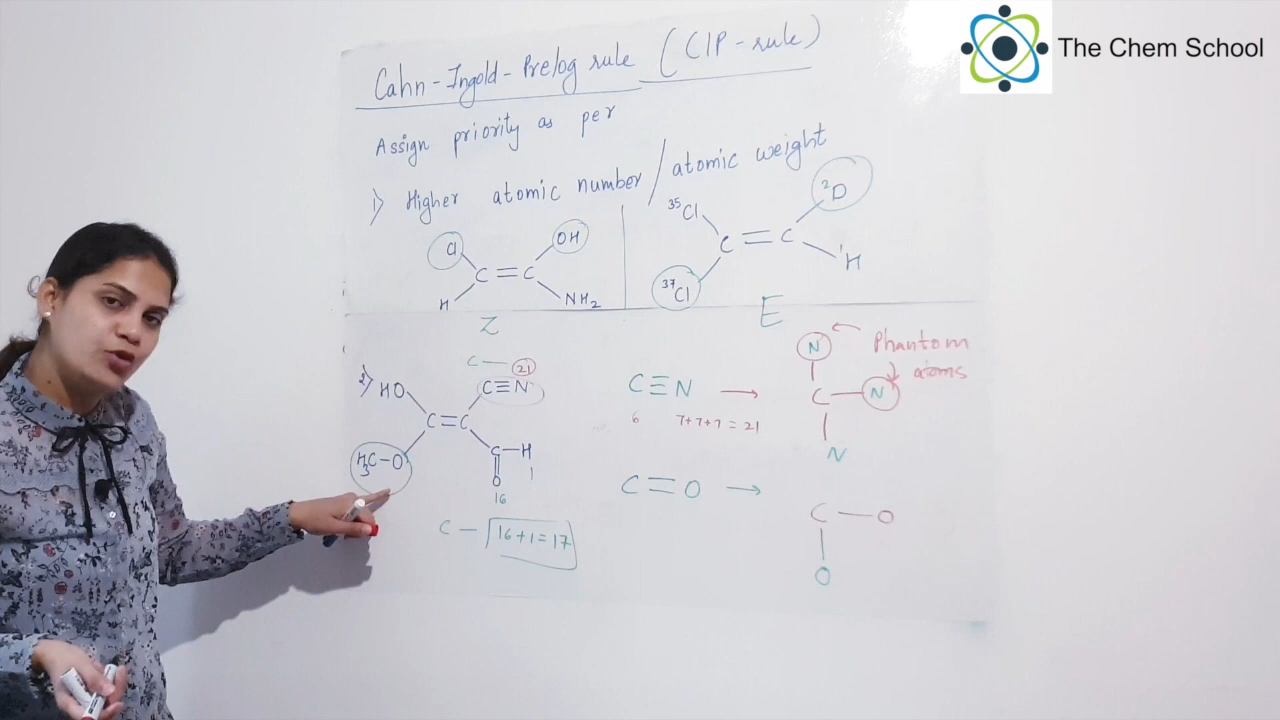 The Chem School
Cahn-Ingold-Prelog rule (CIP-rule)
Assign priority as per
1) Higher atomic number / atomic weight
Cl
OH
C=C
H
NH₂
Z
³⁵Cl
²D
C=C
³⁷Cl
¹H
E
C — 21
2) HO
C≡N
C=C
H₃C-O
C-H
1
O
16
C — 16+1=17
C≡N →
6 7+7+7=21
N
C — N
N
Phantom
atoms
C=O →
C — O
O